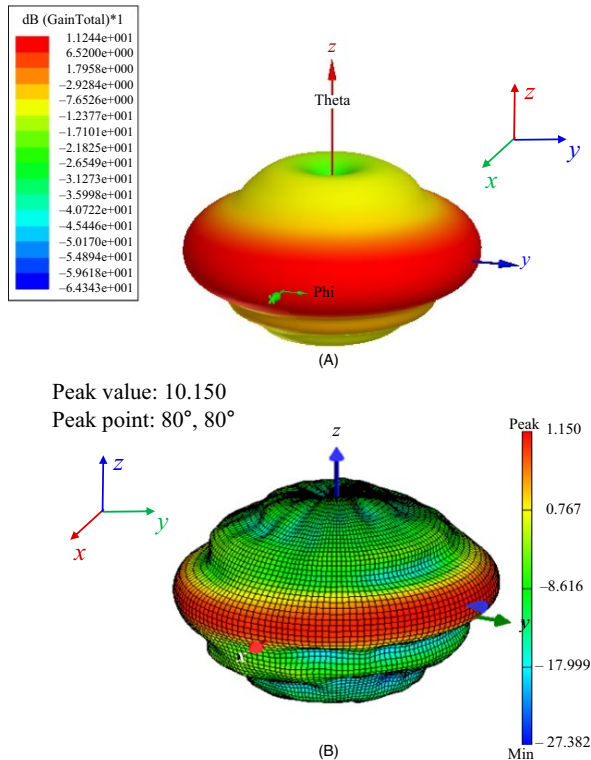 dB (GainTotal)*1
1.1244e+001
6.5200e+000
1.7958e+000
–2.9284e+000
–7.6526e+000
–1.2377e+001
–1.7101e+001
–2.1825e+001
–2.6549e+001
–3.1273e+001
–3.5998e+001
–4.0722e+001
–4.5446e+001
–5.0170e+001
–5.4894e+001
–5.9618e+001
–6.4343e+001
z
Theta
z
y
x
y
Phi
(A)
Peak value: 10.150
Peak point: 80°, 80°
z
y
x
z
y
Peak 1.150
0.767
–8.616
– 17.999
– 27.382
Min
(B)